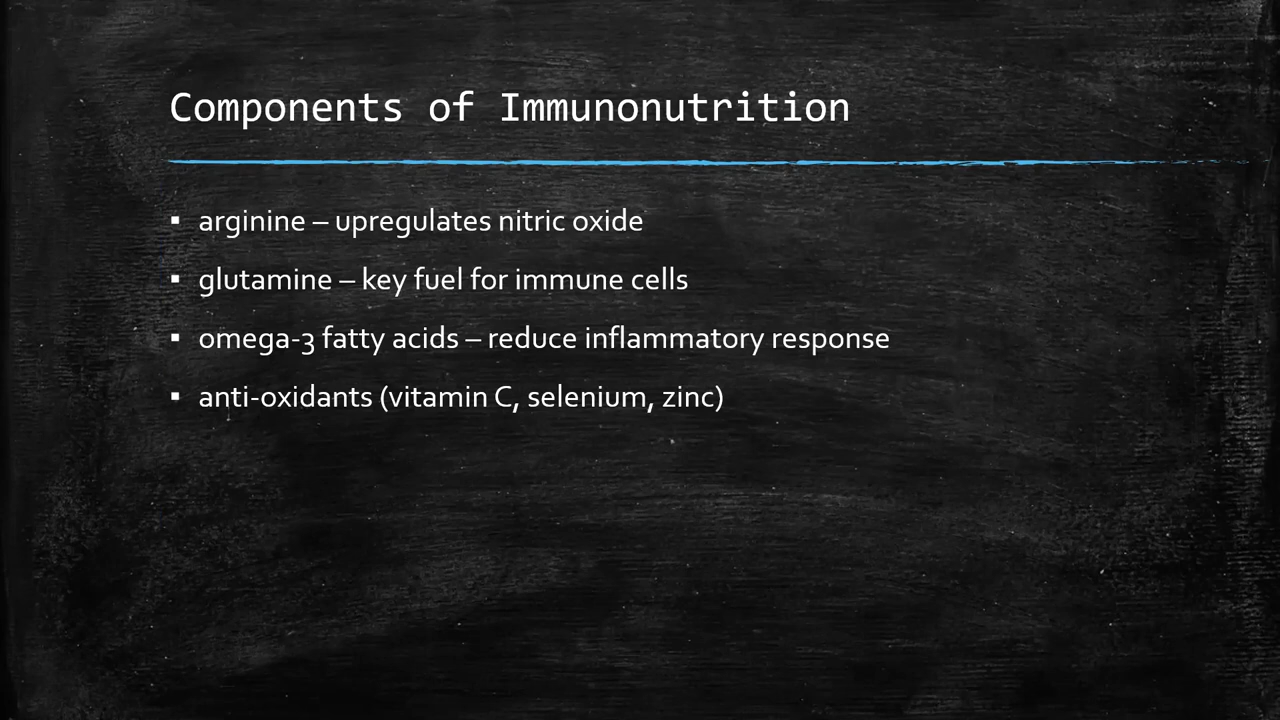 Components of Immunonutrition
▪ arginine – upregulates nitric oxide
▪ glutamine – key fuel for immune cells
▪ omega-3 fatty acids – reduce inflammatory response
▪ anti-oxidants (vitamin C, selenium, zinc)